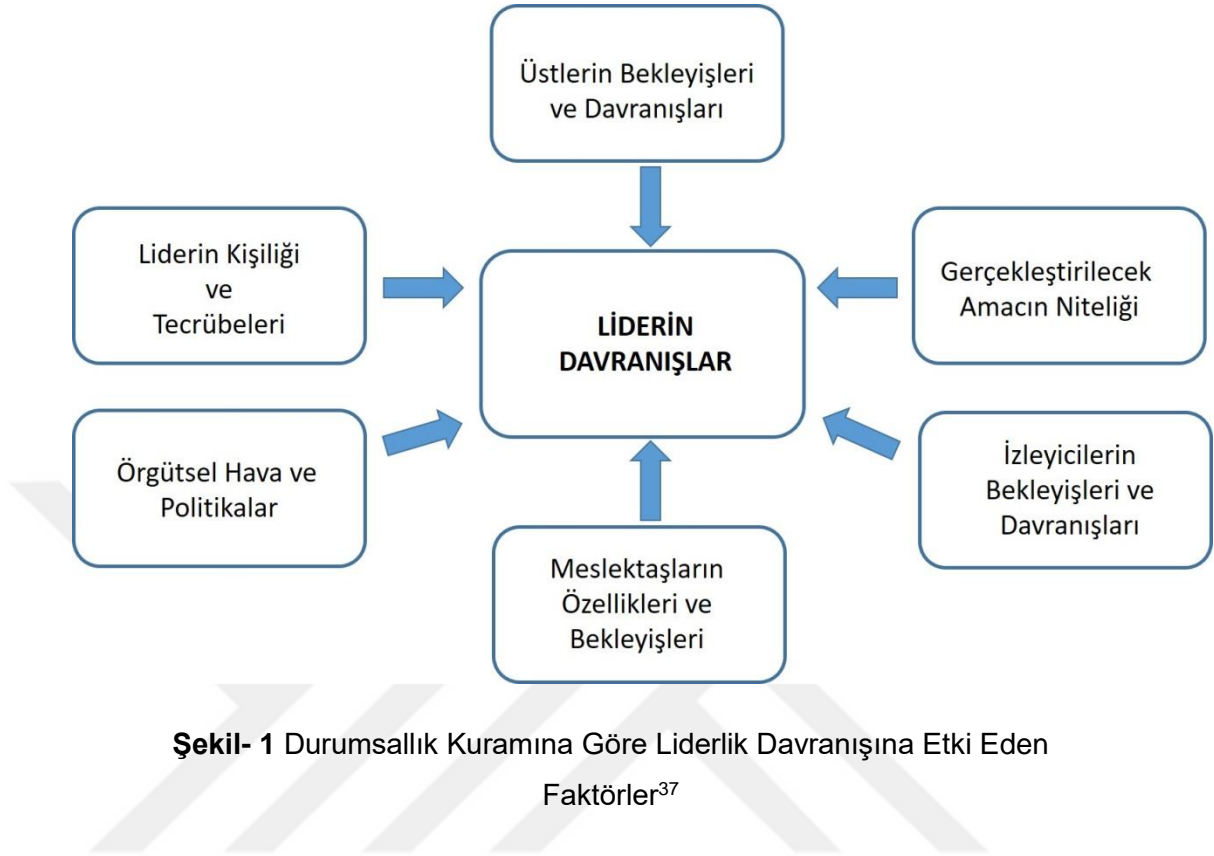 Üstlerin Bekleyişleri
ve Davranışları
Liderin Kişiliği
ve
Tecrübeleri
LİDERİN
DAVRANIŞLAR
Gerçekleştirilecek
Amacın Niteliği
Örgütsel Hava ve
Politikalar
Meslektaşların
Özellikleri ve
Bekleyişleri
İzleyicilerin
Bekleyişleri ve
Davranışları
Şekil- 1 Durumsallık Kuramına Göre Liderlik Davranışına Etki Eden
Faktörler³⁷